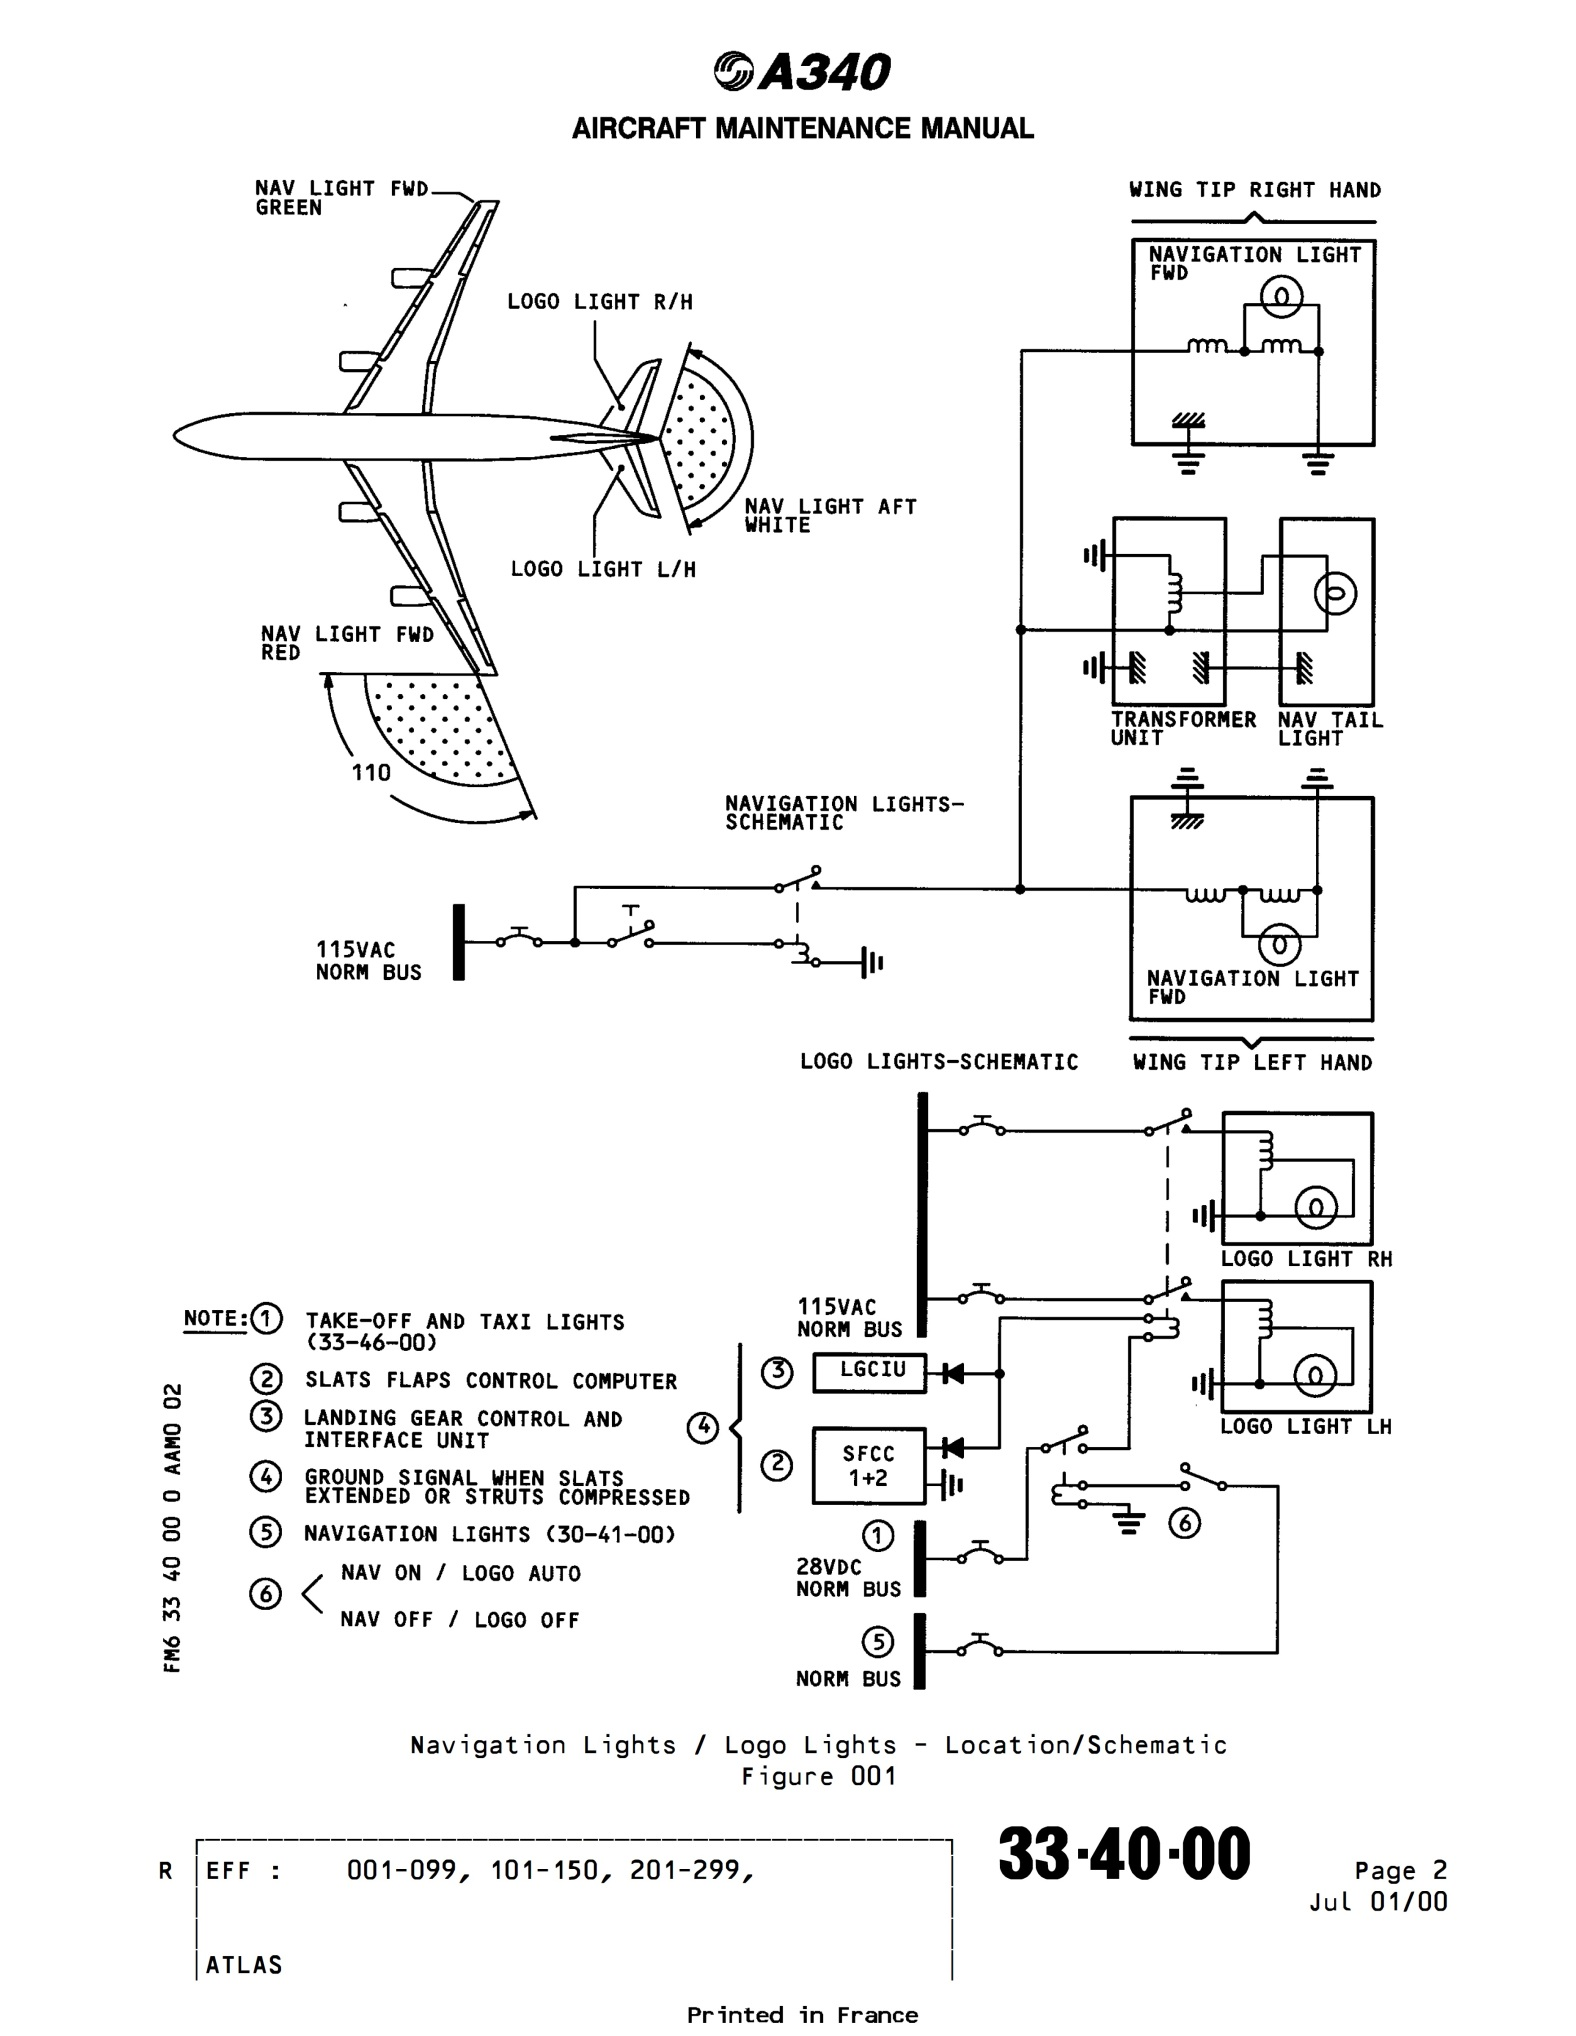 A340
AIRCRAFT MAINTENANCE MANUAL
NAV LIGHT FWD
GREEN
LOGO LIGHT R/H
NAV LIGHT AFT
WHITE
LOGO LIGHT L/H
NAV LIGHT FWD
RED
110
WING TIP RIGHT HAND
NAVIGATION LIGHT
FWD
TRANSFORMER
UNIT
NAV TAIL
LIGHT
NAVIGATION LIGHTS-
SCHEMATIC
115VAC
NORM BUS
NAVIGATION LIGHT
FWD
WING TIP LEFT HAND
LOGO LIGHTS-SCHEMATIC
LOGO LIGHT RH
115VAC
NORM BUS
LOGO LIGHT LH
3
LGCIU
4
2
SFCC
1+2
6
1
28VDC
NORM BUS
5
NORM BUS
NOTE: 1 TAKE-OFF AND TAXI LIGHTS
(33-46-00)
2 SLATS FLAPS CONTROL COMPUTER
3 LANDING GEAR CONTROL AND
INTERFACE UNIT
4 GROUND SIGNAL WHEN SLATS
EXTENDED OR STRUTS COMPRESSED
5 NAVIGATION LIGHTS (30-41-00)
6 NAV ON / LOGO AUTO
NAV OFF / LOGO OFF
FM6 33 40 00 0 AAM0 02
Navigation Lights / Logo Lights - Location/Schematic
Figure 001
R EFF : 001-099, 101-150, 201-299,
ATLAS
33-40-00
Page 2
Jul 01/00
Printed in France